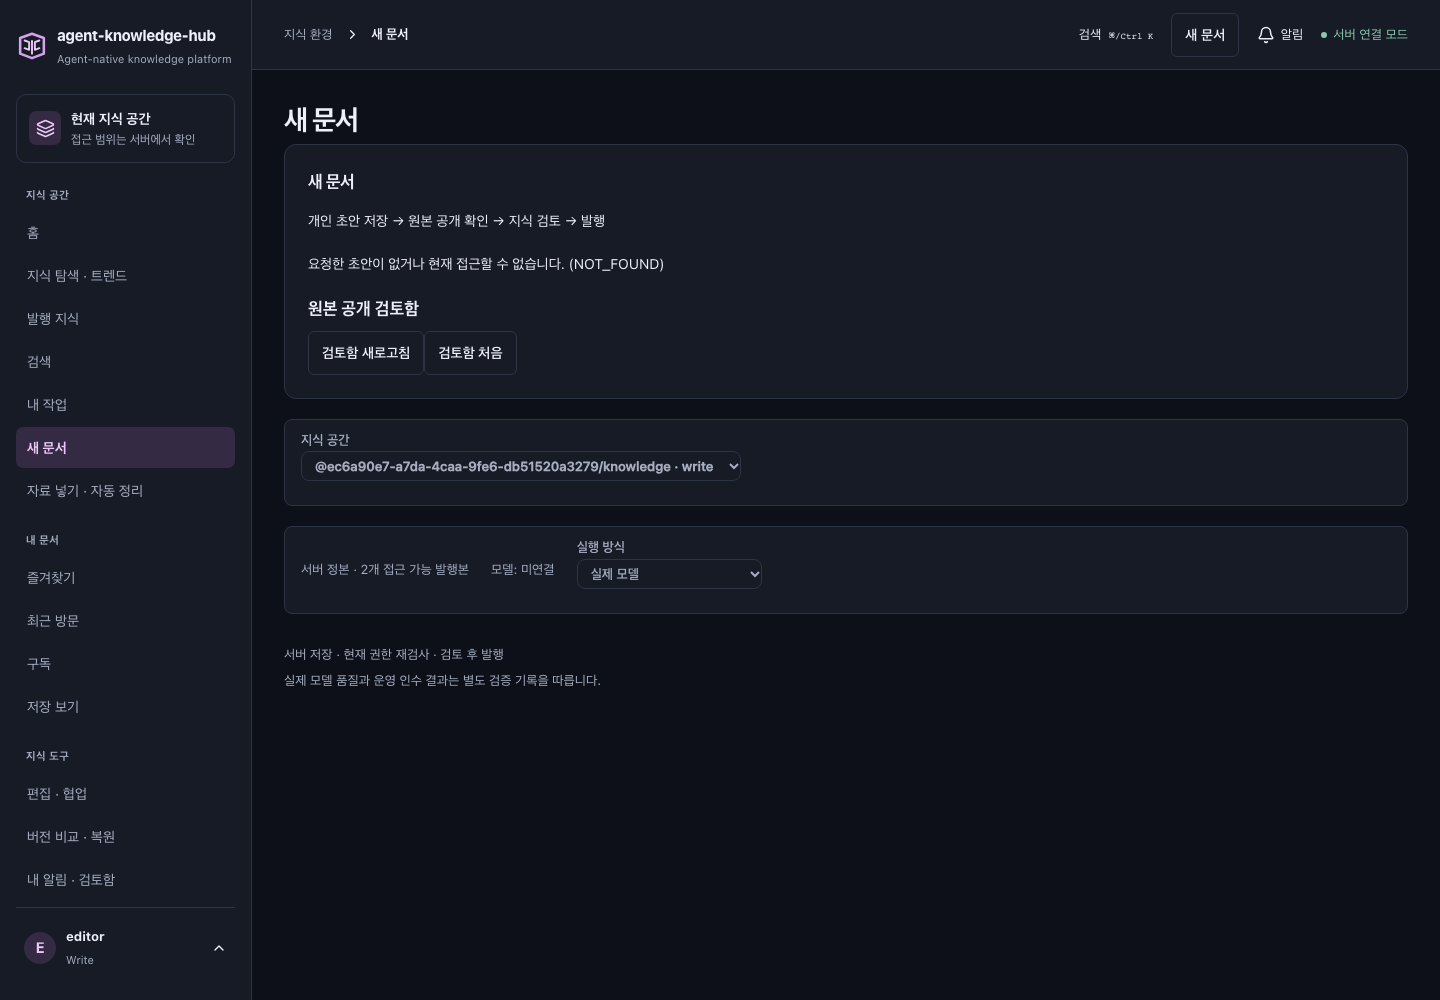 agent-knowledge-hub
Agent-native knowledge platform
현재 지식 공간
접근 범위는 서버에서 확인
지식 공간
홈
지식 탐색 · 트렌드
발행 지식
검색
내 작업
새 문서
자료 넣기 · 자동 정리
내 문서
즐겨찾기
최근 방문
구독
저장 보기
지식 도구
편집 · 협업
버전 비교 · 복원
내 알림 · 검토함
E
editor
Write
지식 환경 > 새 문서
검색 ⌘/Ctrl K
새 문서
알림
서버 연결 모드
새 문서
새 문서
개인 초안 저장 → 원본 공개 확인 → 지식 검토 → 발행
요청한 초안이 없거나 현재 접근할 수 없습니다. (NOT_FOUND)
원본 공개 검토함
검토함 새로고침 검토함 처음
지식 공간
@ec6a90e7-a7da-4caa-9fe6-db51520a3279/knowledge · write
서버 정본 · 2개 접근 가능 발행본 모델: 미연결
실행 방식
실제 모델
서버 저장 · 현재 권한 재검사 · 검토 후 발행
실제 모델 품질과 운영 인수 결과는 별도 검증 기록을 따릅니다.